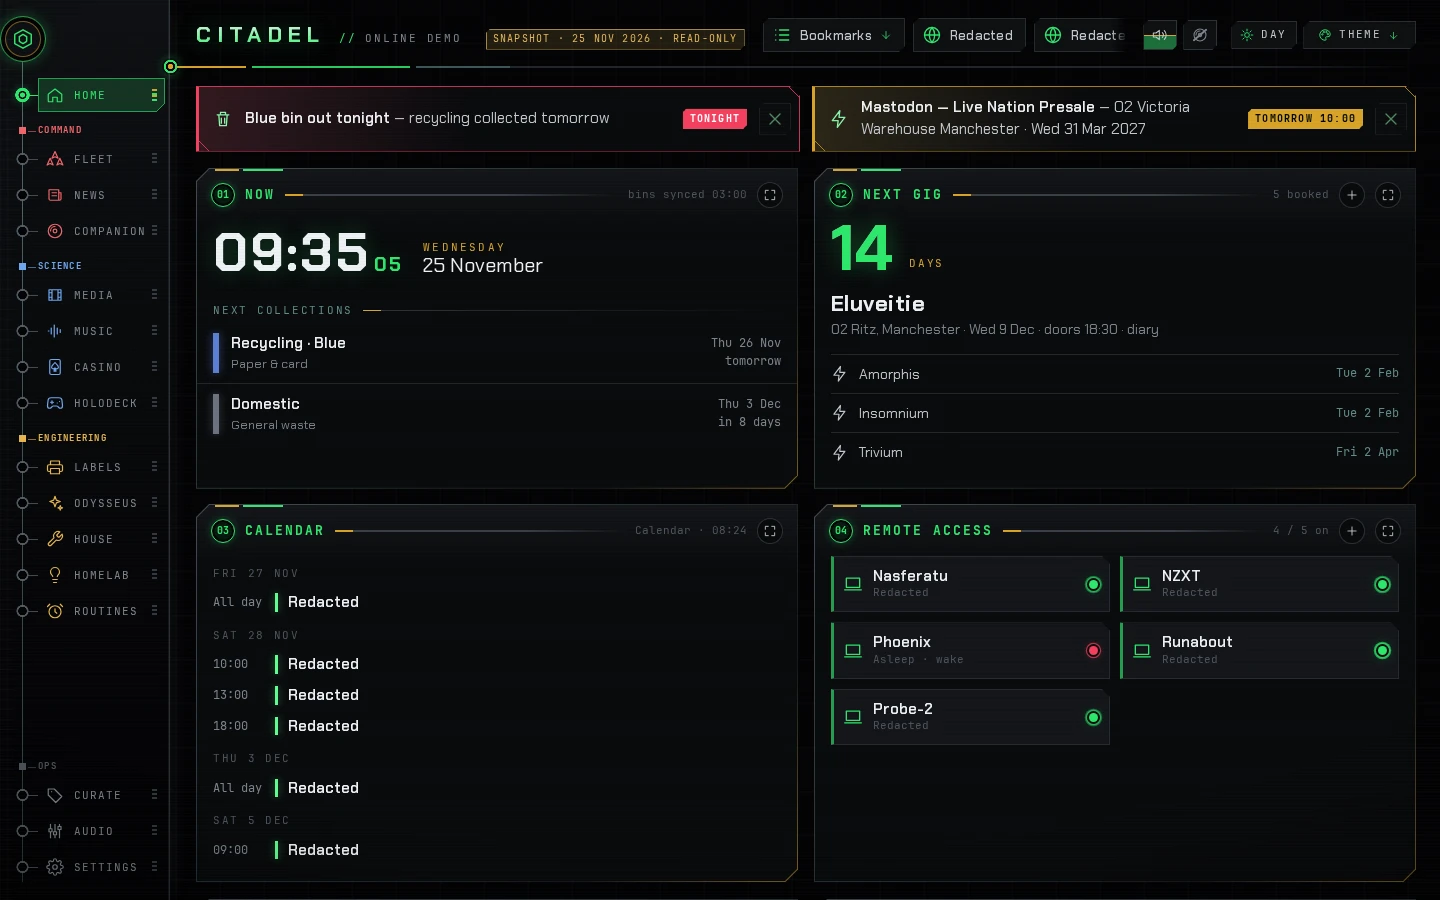 CITADEL // ONLINE DEMO
SNAPSHOT · 25 NOV 2026 · READ-ONLY
Bookmarks ↓
Redacted
Redacte
DAY
THEME ↓
HOME
COMMAND
FLEET
NEWS
COMPANION
SCIENCE
MEDIA
MUSIC
CASINO
HOLODECK
ENGINEERING
LABELS
ODYSSEUS
HOUSE
HOMELAB
ROUTINES
OPS
CURATE
AUDIO
SETTINGS
Blue bin out tonight — recycling collected tomorrow
TONIGHT
Mastodon — Live Nation Presale — O2 Victoria
Warehouse Manchester · Wed 31 Mar 2027
TOMORROW 10:00
01 NOW
bins synced 03:00
09:35 05
WEDNESDAY
25 November
NEXT COLLECTIONS
Recycling · Blue
Paper & card
Thu 26 Nov
tomorrow
Domestic
General waste
Thu 3 Dec
in 8 days
02 NEXT GIG
5 booked
14 DAYS
Eluveitie
O2 Ritz, Manchester · Wed 9 Dec · doors 18:30 · diary
Amorphis
Tue 2 Feb
Insomnium
Tue 2 Feb
Trivium
Fri 2 Apr
03 CALENDAR
Calendar · 08:24
FRI 27 NOV
All day Redacted
SAT 28 NOV
10:00 Redacted
13:00 Redacted
18:00 Redacted
THU 3 DEC
All day Redacted
SAT 5 DEC
09:00 Redacted
04 REMOTE ACCESS
4 / 5 on
Nasferatu
Redacted
NZXT
Redacted
Phoenix
Asleep · wake
Runabout
Redacted
Probe-2
Redacted